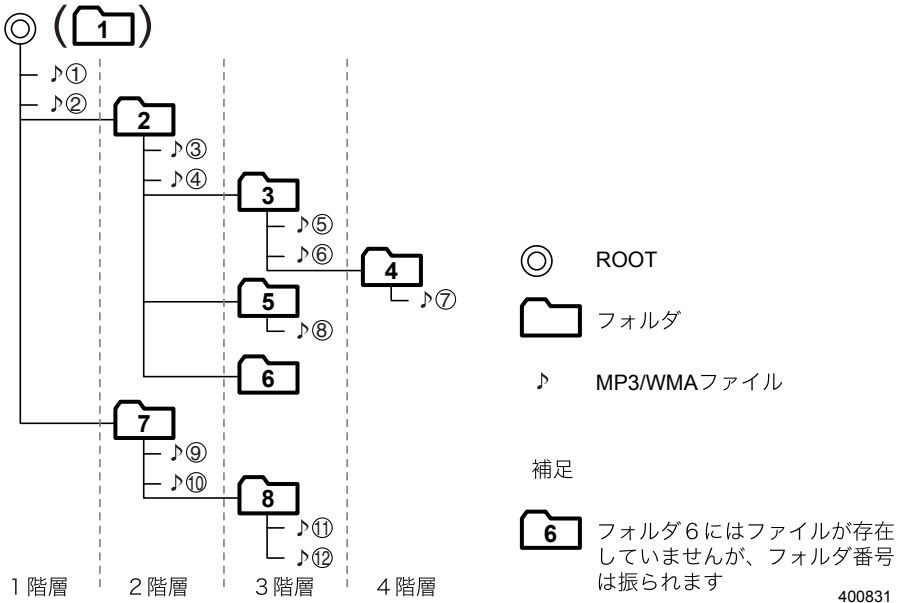 (1)
♪①
♪②
2
♪③
♪④
3
♪⑤
♪⑥
4
♪⑦
5
♪⑧
6
7
♪⑨
♪⑩
8
♪⑪
♪⑫
1階層 2階層 3階層 4階層
ROOT
フォルダ
♪ MP3/WMAファイル
補足
6 フォルダ6にはファイルが存在
していませんが、フォルダ番号
は振られます
400831